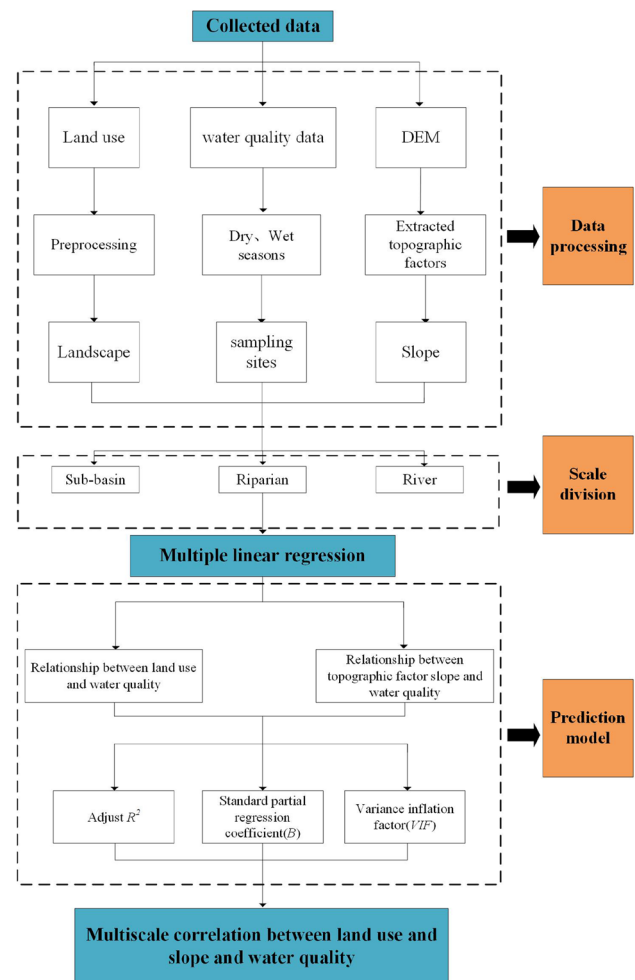 Collected data
Land use
water quality data
DEM
Preprocessing
Dry、Wet
seasons
Extracted
topographic
factors
Data
processing
Landscape
sampling
sites
Slope
Sub-basin
Riparian
River
Scale
division
Multiple linear regression
Relationship between land use
and water quality
Relationship between
topographic factor slope and
water quality
Prediction
model
Adjust R²
Standard partial
regression
coefficient(B)
Variance inflation
factor(VIF)
Multiscale correlation between land use and
slope and water quality